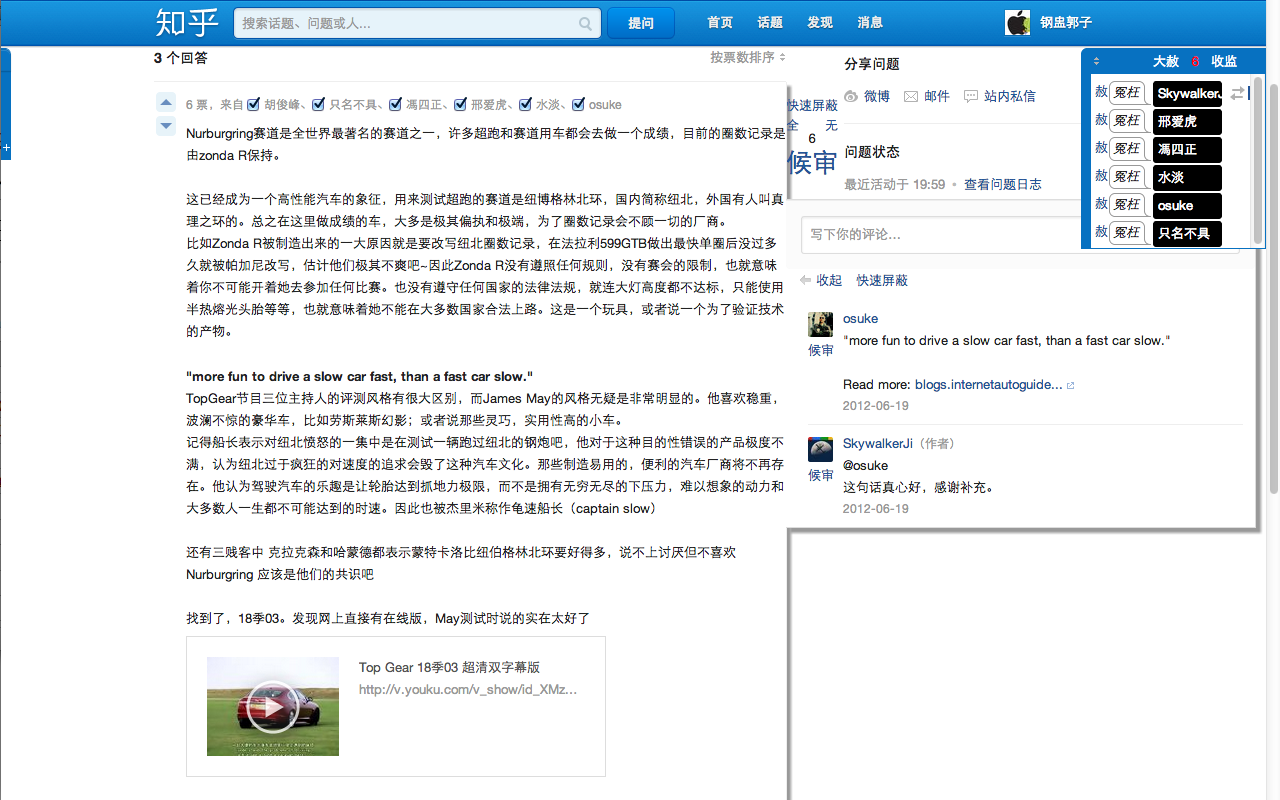 知乎
搜索话题、问题或人...
提问
首页 话题 发现 消息
钢盅郭子
3 个回答
按票数排序
6 票，来自 胡俊峰、 只名不具、 馮四正、 邢爱虎、 水淡、 osuke
Nurburgring赛道是全世界最著名的赛道之一，许多超跑和赛道用车都会去做一个成绩，目前的圈数记录是
由zonda R保持。
这已经成为一个高性能汽车的象征，用来测试超跑的赛道是纽博格林北环，国内简称纽北，外国有人叫真
理之环的。总之在这里做成绩的车，大多是极其偏执和极端，为了圈数记录会不顾一切的厂商。
比如Zonda R被制造出来的一大原因就是要改写纽北圈数记录，在法拉利599GTB做出最快单圈后没过多
久就被帕加尼改写，估计他们极其不爽吧~因此Zonda R没有遵照任何规则，没有赛会的限制，也就意味
着你不可能开着她去参加任何比赛。也没有遵守任何国家的法律法规，就连大灯高度都不达标，只能使用
半热熔光头胎等等，也就意味着她不能在大多数国家合法上路。这是一个玩具，或者说一个为了验证技术
的产物。
"more fun to drive a slow car fast, than a fast car slow."
TopGear节目三位主持人的评测风格有很大区别，而James May的风格无疑是非常明显的。他喜欢稳重，
波澜不惊的豪华车，比如劳斯莱斯幻影；或者说那些灵巧，实用性高的小车。
记得船长表示对纽北愤怒的一集中是在测试一辆跑过纽北的钢炮吧，他对于这种目的性错误的产品极度不
满，认为纽北过于疯狂的对速度的追求会毁了这种汽车文化。那些制造易用的，便利的汽车厂商将不再存
在。他认为驾驶汽车的乐趣是让轮胎达到抓地力极限，而不是拥有无穷无尽的下压力，难以想象的动力和
大多数人一生都不可能达到的时速。因此也被杰里米称作龟速船长（captain slow）
还有三贱客中 克拉克森和哈蒙德都表示蒙特卡洛比纽伯格林北环要好得多，说不上讨厌但不喜欢
Nurburgring 应该是他们的共识吧
找到了，18季03。发现网上直接有在线版，May测试时说的实在太好了
Top Gear 18季03 超清双字幕版
http://v.youku.com/v_show/id_XMz...
快速屏蔽
全 无
6
候审
分享问题
微博 邮件 站内私信
问题状态
最近活动于 19:59 • 查看问题日志
写下你的评论...
收起 快速屏蔽
osuke
候审
"more fun to drive a slow car fast, than a fast car slow."
Read more: blogs.internetautoguide...
2012-06-19
SkywalkerJi（作者）
候审
@osuke
这句话真心好，感谢补充。
2012-06-19
大赦 6 收监
赦 冤枉 SkywalkerJ
赦 冤枉 邢爱虎
赦 冤枉 馮四正
赦 冤枉 水淡
赦 冤枉 osuke
赦 冤枉 只名不具
+